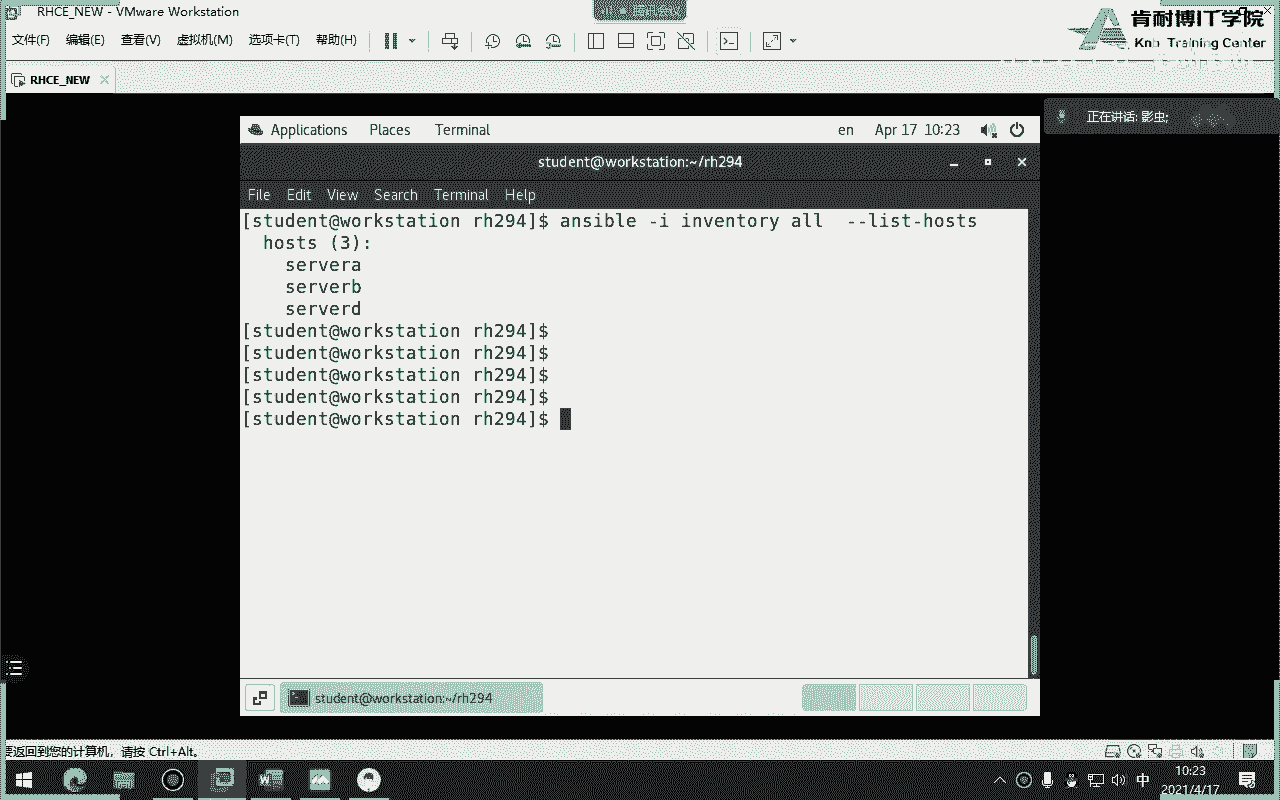 RHCE_NEW - VMware Workstation
肯耐博IT学院
Knb Training Center
文件(F) 编辑(E) 查看(V) 虚拟机(M) 选项卡(T) 帮助(H)
RHCE_NEW
正在讲话: 影虫;
Applications Places Terminal en Apr 17 10:23
student@workstation:~/rh294
File Edit View Search Terminal Help
[student@workstation rh294]$ ansible -i inventory all  --list-hosts
  hosts (3):
    servera
    serverb
    serverd
[student@workstation rh294]$
[student@workstation rh294]$
[student@workstation rh294]$
[student@workstation rh294]$
[student@workstation rh294]$
student@workstation:~/rh294
要返回到您的计算机，请按 Ctrl+Alt。
中
10:23
2021/4/17